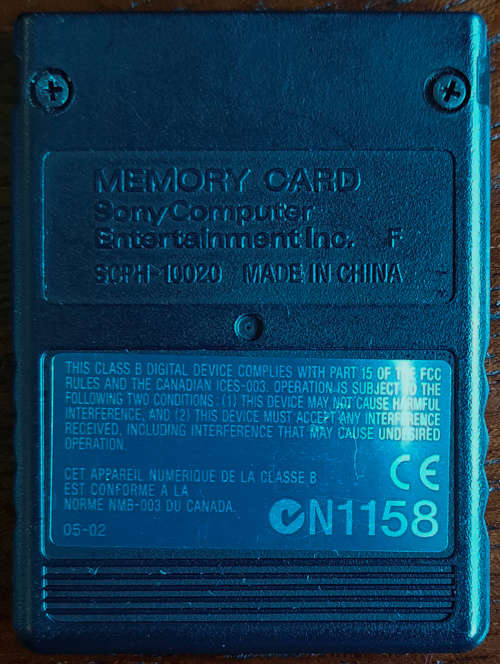 MEMORY CARD
Sony Computer
Entertainment Inc. F
SCPH-10020 MADE IN CHINA
THIS CLASS B DIGITAL DEVICE COMPLIES WITH PART 15 OF THE FCC
RULES AND THE CANADIAN ICES-003. OPERATION IS SUBJECT TO THE
FOLLOWING TWO CONDITIONS. (1) THIS DEVICE MAY NOT CAUSE HARMFUL
INTERFERENCE, AND (2) THIS DEVICE MUST ACCEPT ANY INTERFERENCE
RECEIVED, INCLUDING INTERFERENCE THAT MAY CAUSE UNDESIRED
OPERATION.
CET APPAREIL NUMERIQUE DE LA CLASSE B
EST CONFORME A LA
NORME NMB-003 DU CANADA.
CE
05-02
N1158